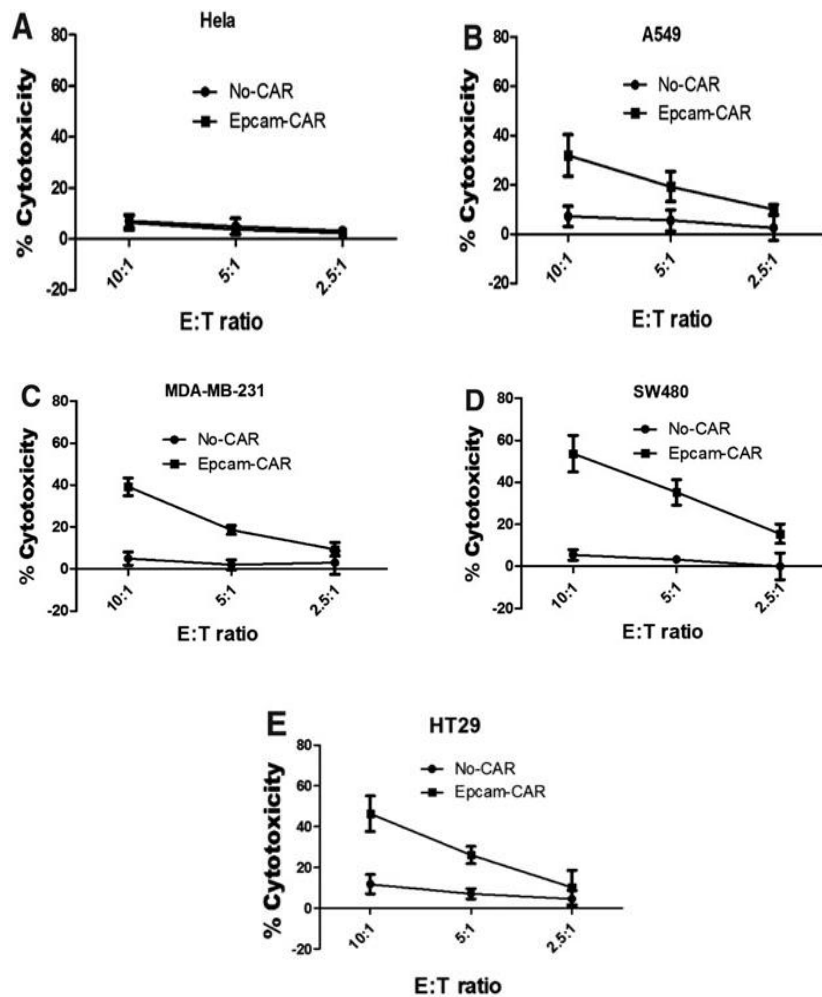 A
Hela
% Cytotoxicity
80
60
40
20
0
-20
No-CAR
Epcam-CAR
10:1
5:1
2.5:1
E:T ratio
B
A549
% Cytotoxicity
80
60
40
20
0
-20
No-CAR
Epcam-CAR
10:1
5:1
2.5:1
E:T ratio
C
MDA-MB-231
% Cytotoxicity
80
60
40
20
0
-20
No-CAR
Epcam-CAR
10:1
5:1
2.5:1
E:T ratio
D
SW480
% Cytotoxicity
80
60
40
20
0
-20
No-CAR
Epcam-CAR
10:1
5:1
2.5:1
E:T ratio
E
HT29
% Cytotoxicity
80
60
40
20
0
-20
No-CAR
Epcam-CAR
10:1
5:1
2.5:1
E:T ratio